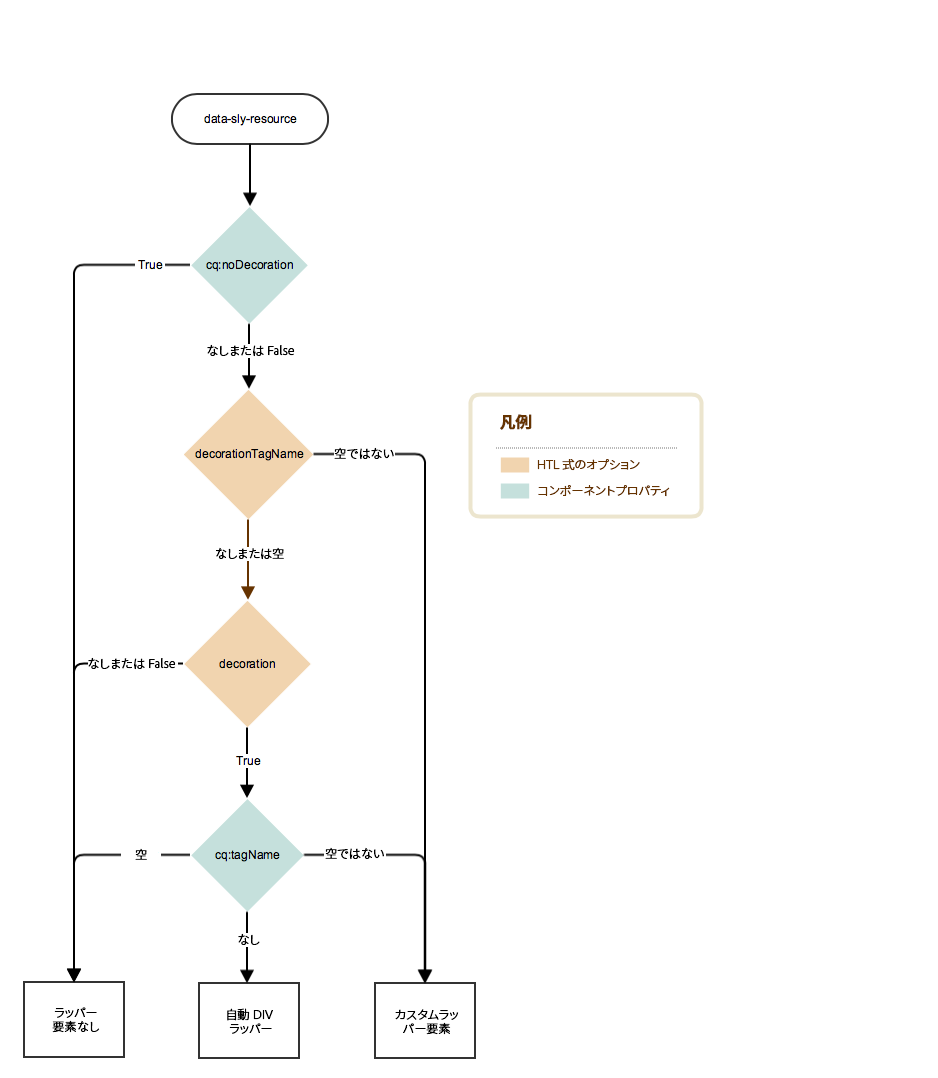 data-sly-resource
True
cq:noDecoration
なしまたは False
decorationTagName
空ではない
凡例
HTL 式のオプション
コンポーネントプロパティ
なしまたは空
なしまたは False
decoration
True
空
cq:tagName
空ではない
なし
ラッパー
要素なし
自動 DIV
ラッパー
カスタムラッ
パー要素